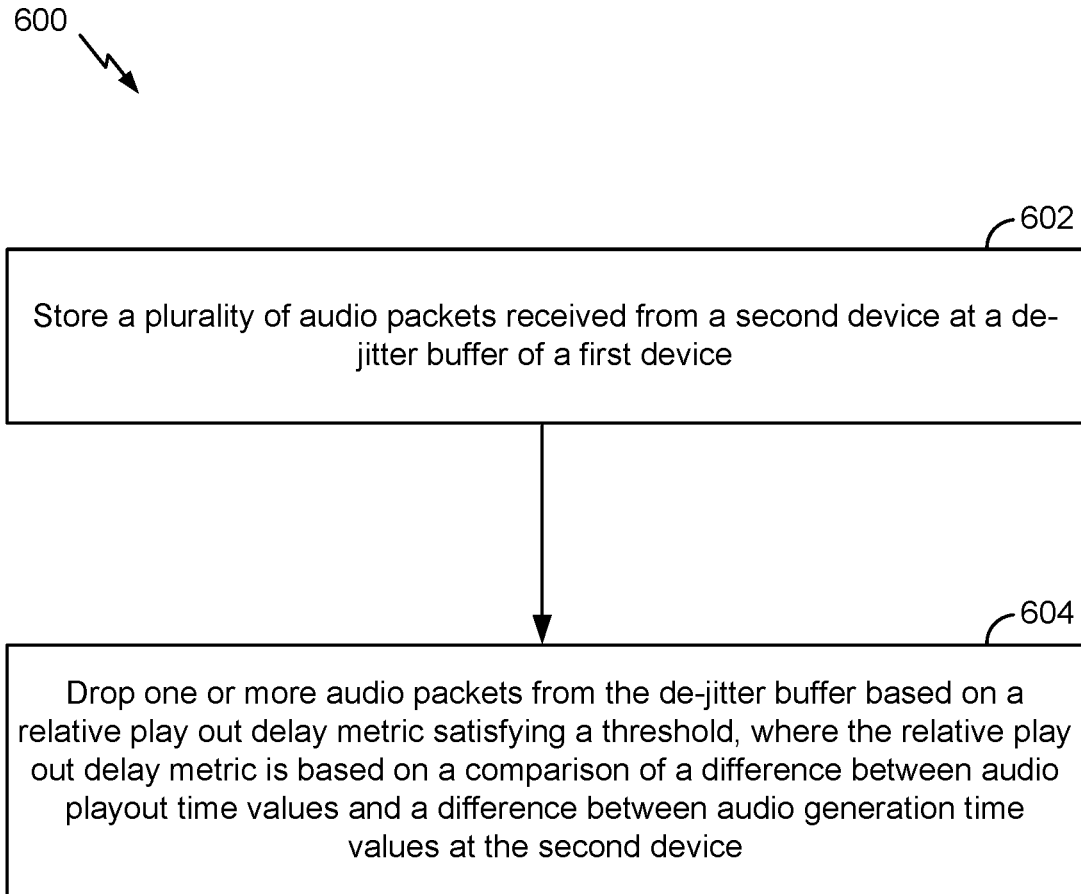 600
602
Store a plurality of audio packets received from a second device at a de-
jitter buffer of a first device
604
Drop one or more audio packets from the de-jitter buffer based on a
relative play out delay metric satisfying a threshold, where the relative play
out delay metric is based on a comparison of a difference between audio
playout time values and a difference between audio generation time
values at the second device